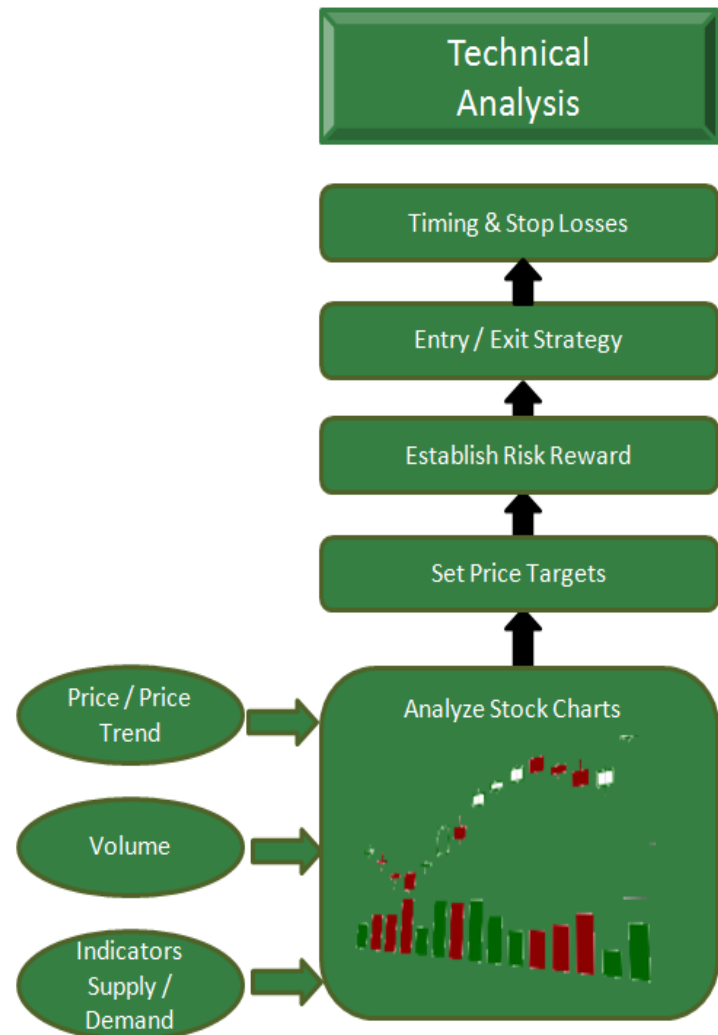 Technical
Analysis
Timing & Stop Losses
Entry / Exit Strategy
Establish Risk Reward
Set Price Targets
Analyze Stock Charts
Price / Price
Trend
Volume
Indicators
Supply /
Demand